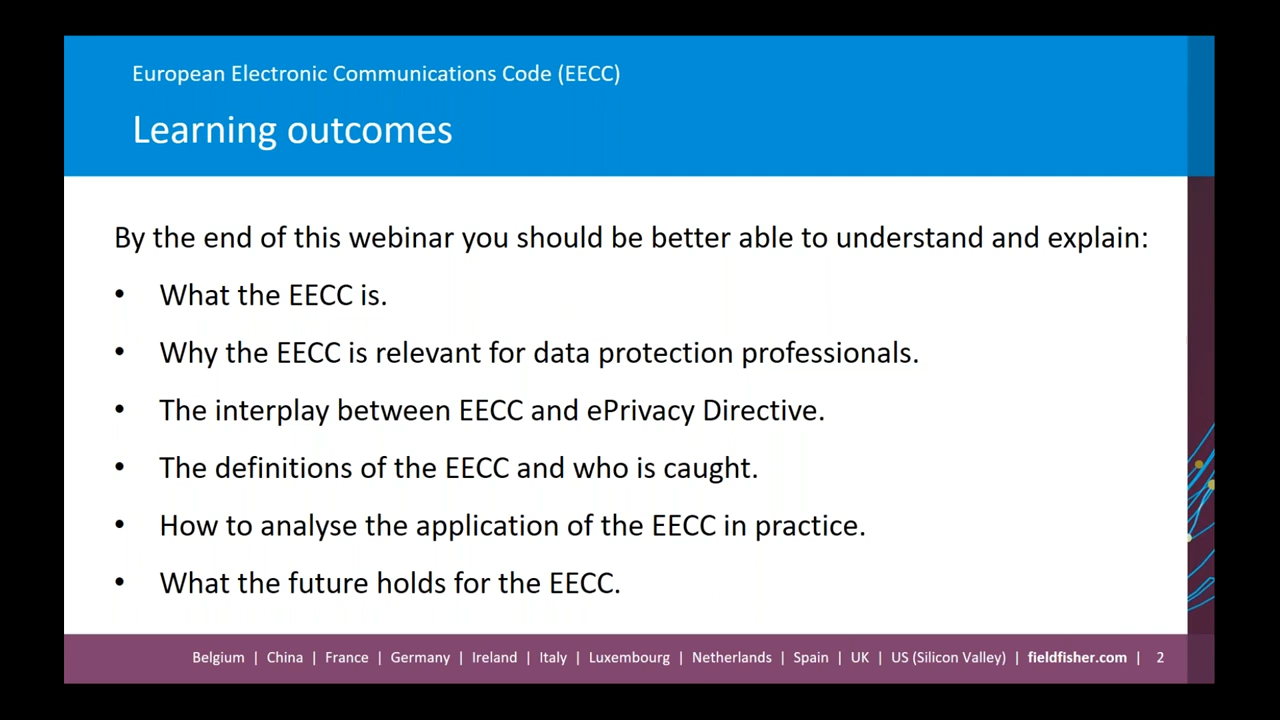 European Electronic Communications Code (EECC)
Learning outcomes
By the end of this webinar you should be better able to understand and explain:
• What the EECC is.
• Why the EECC is relevant for data protection professionals.
• The interplay between EECC and ePrivacy Directive.
• The definitions of the EECC and who is caught.
• How to analyse the application of the EECC in practice.
• What the future holds for the EECC.
Belgium | China | France | Germany | Ireland | Italy | Luxembourg | Netherlands | Spain | UK | US (Silicon Valley) | fieldfisher.com | 2